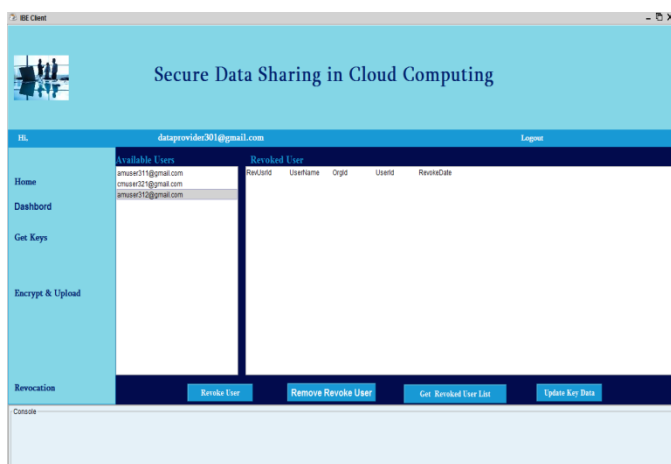 IBE Client
Secure Data Sharing in Cloud Computing
Hi, dataprovider301@gmail.com Logout
Available Users Revoked User
RevUsrId UserName OrgId UserId RevokeDate
amuser311@gmail.com
cmuser321@gmail.com
amuser312@gmail.com
Home
Dashbord
Get Keys
Encrypt & Upload
Revocation
Revoke User Remove Revoke User Get Revoked User List Update Key Data
Console